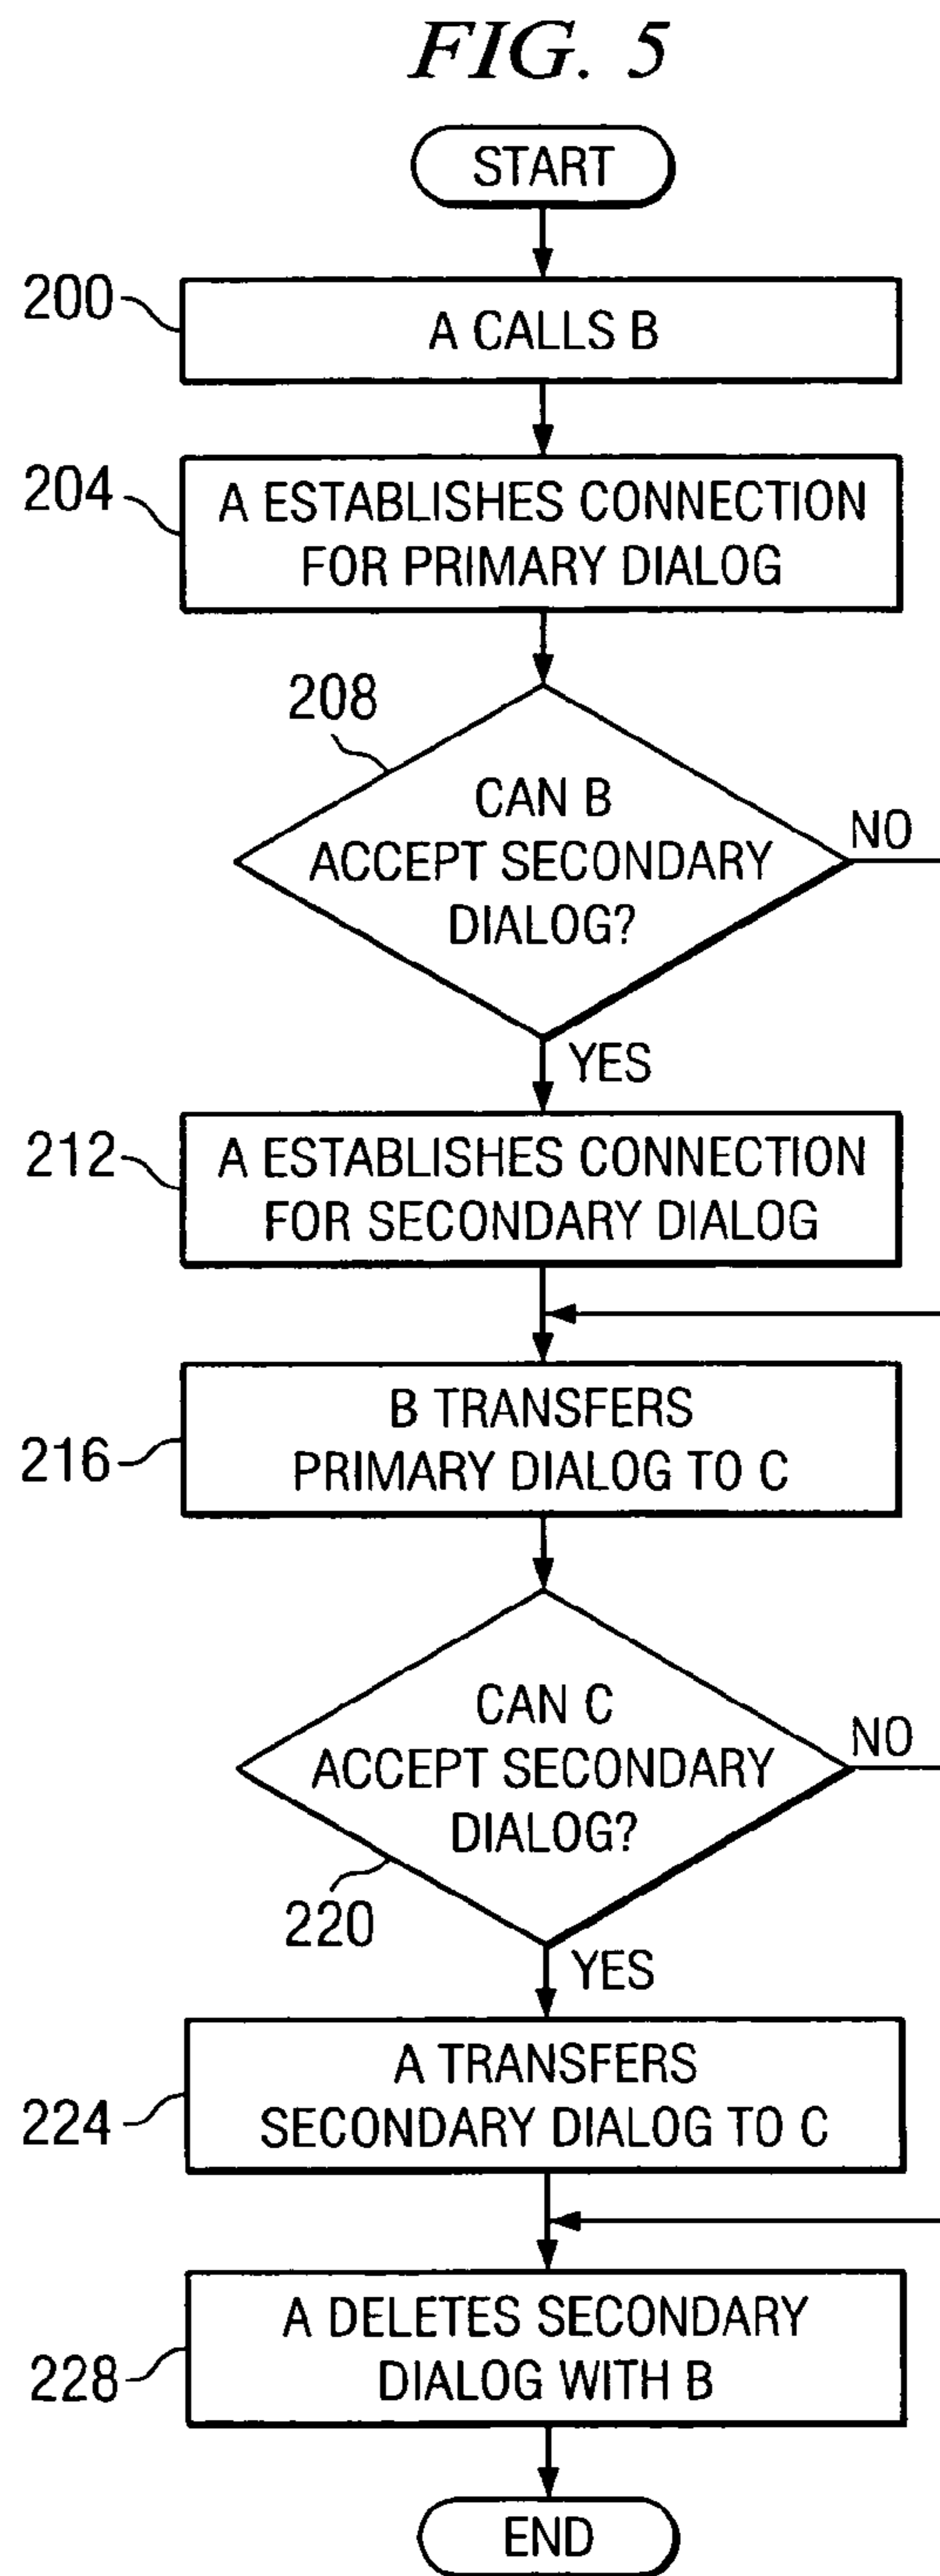 FIG. 5
START
200
A CALLS B
204
A ESTABLISHES CONNECTION
FOR PRIMARY DIALOG
208
CAN B
ACCEPT SECONDARY
DIALOG?
NO
YES
212
A ESTABLISHES CONNECTION
FOR SECONDARY DIALOG
216
B TRANSFERS
PRIMARY DIALOG TO C
CAN C
ACCEPT SECONDARY
DIALOG?
NO
220
YES
224
A TRANSFERS
SECONDARY DIALOG TO C
228
A DELETES SECONDARY
DIALOG WITH B
END